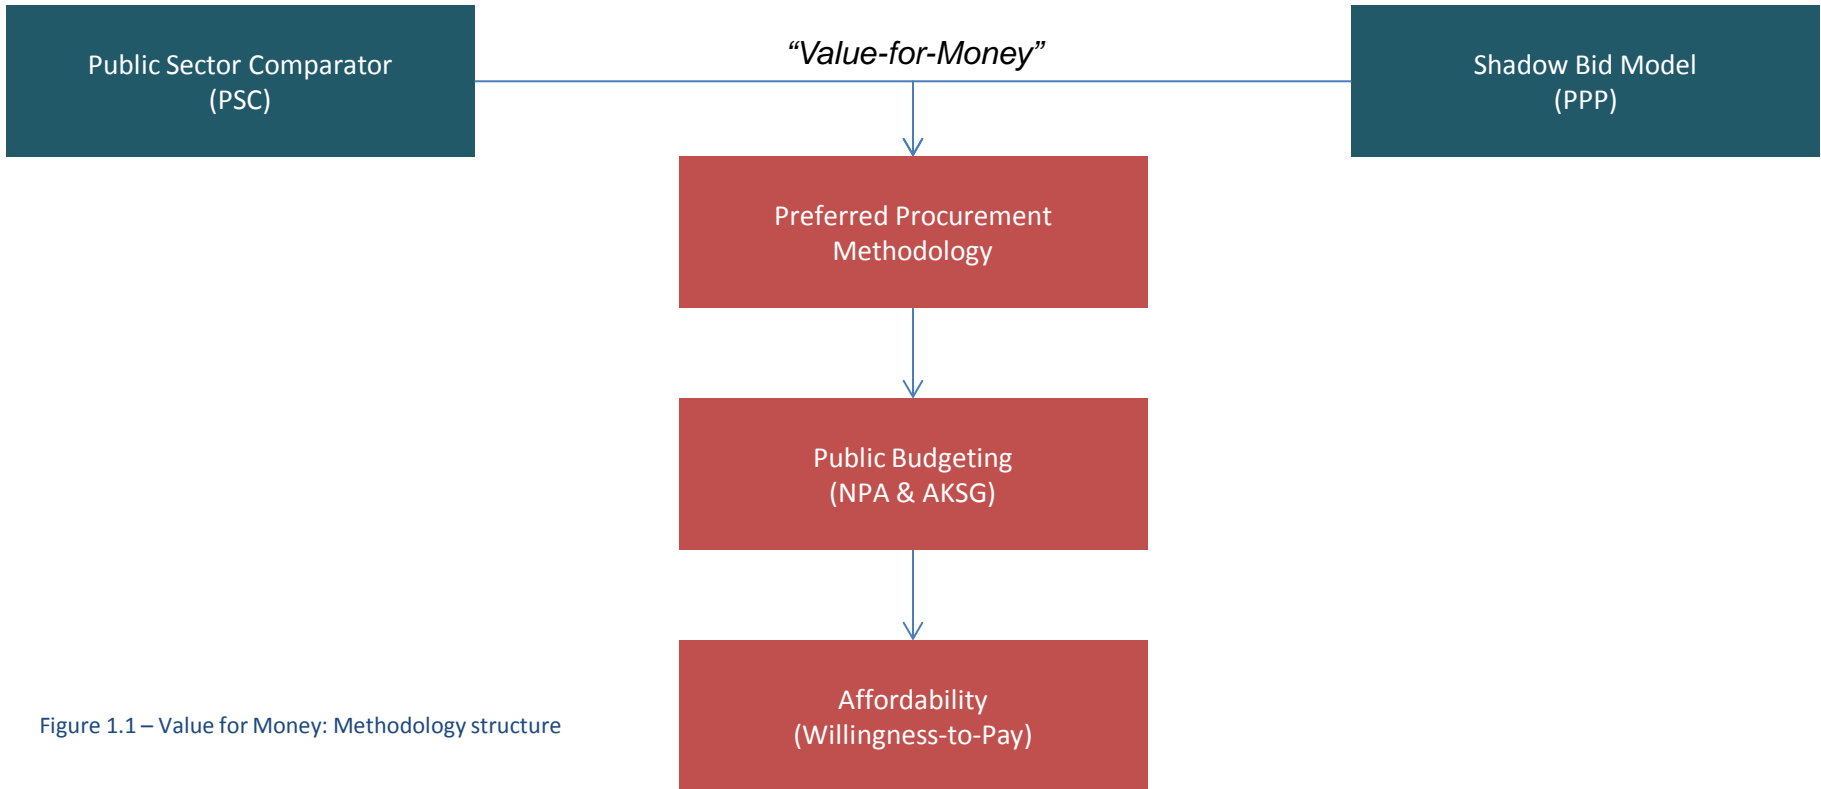 Public Sector Comparator
(PSC)
“Value-for-Money”
Shadow Bid Model
(PPP)
Preferred Procurement
Methodology
Public Budgeting
(NPA & AKSG)
Affordability
(Willingness-to-Pay)
Figure 1.1 – Value for Money: Methodology structure